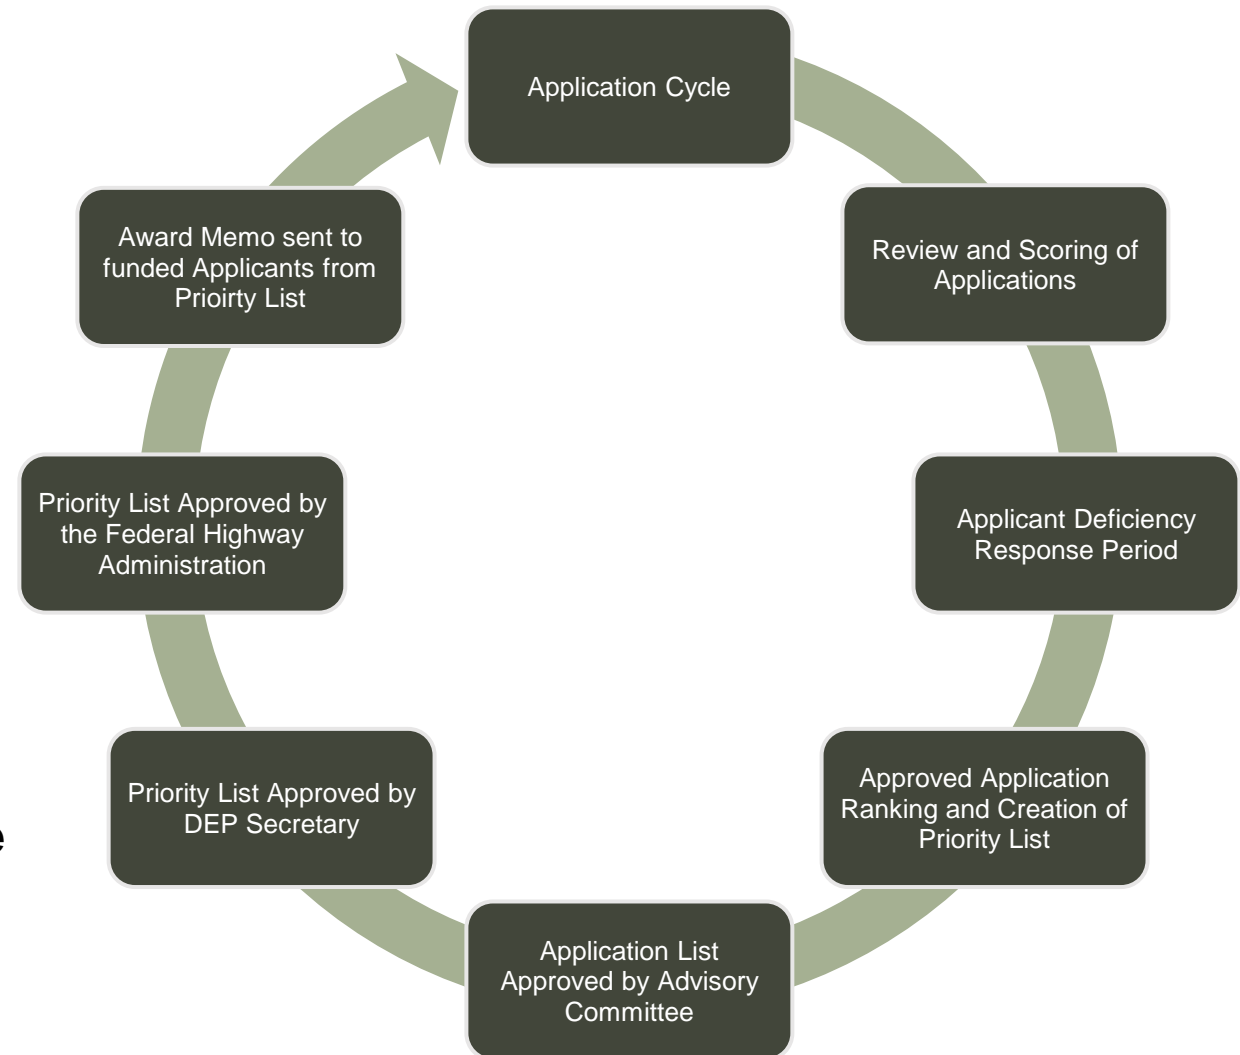 Application Cycle
Review and Scoring of
Applications
Applicant Deficiency
Response Period
Approved Application
Ranking and Creation of
Priority List
Application List
Approved by Advisory
Committee
Priority List Approved by
DEP Secretary
Priority List Approved by
the Federal Highway
Administration
Award Memo sent to
funded Applicants from
Prioirty List
e